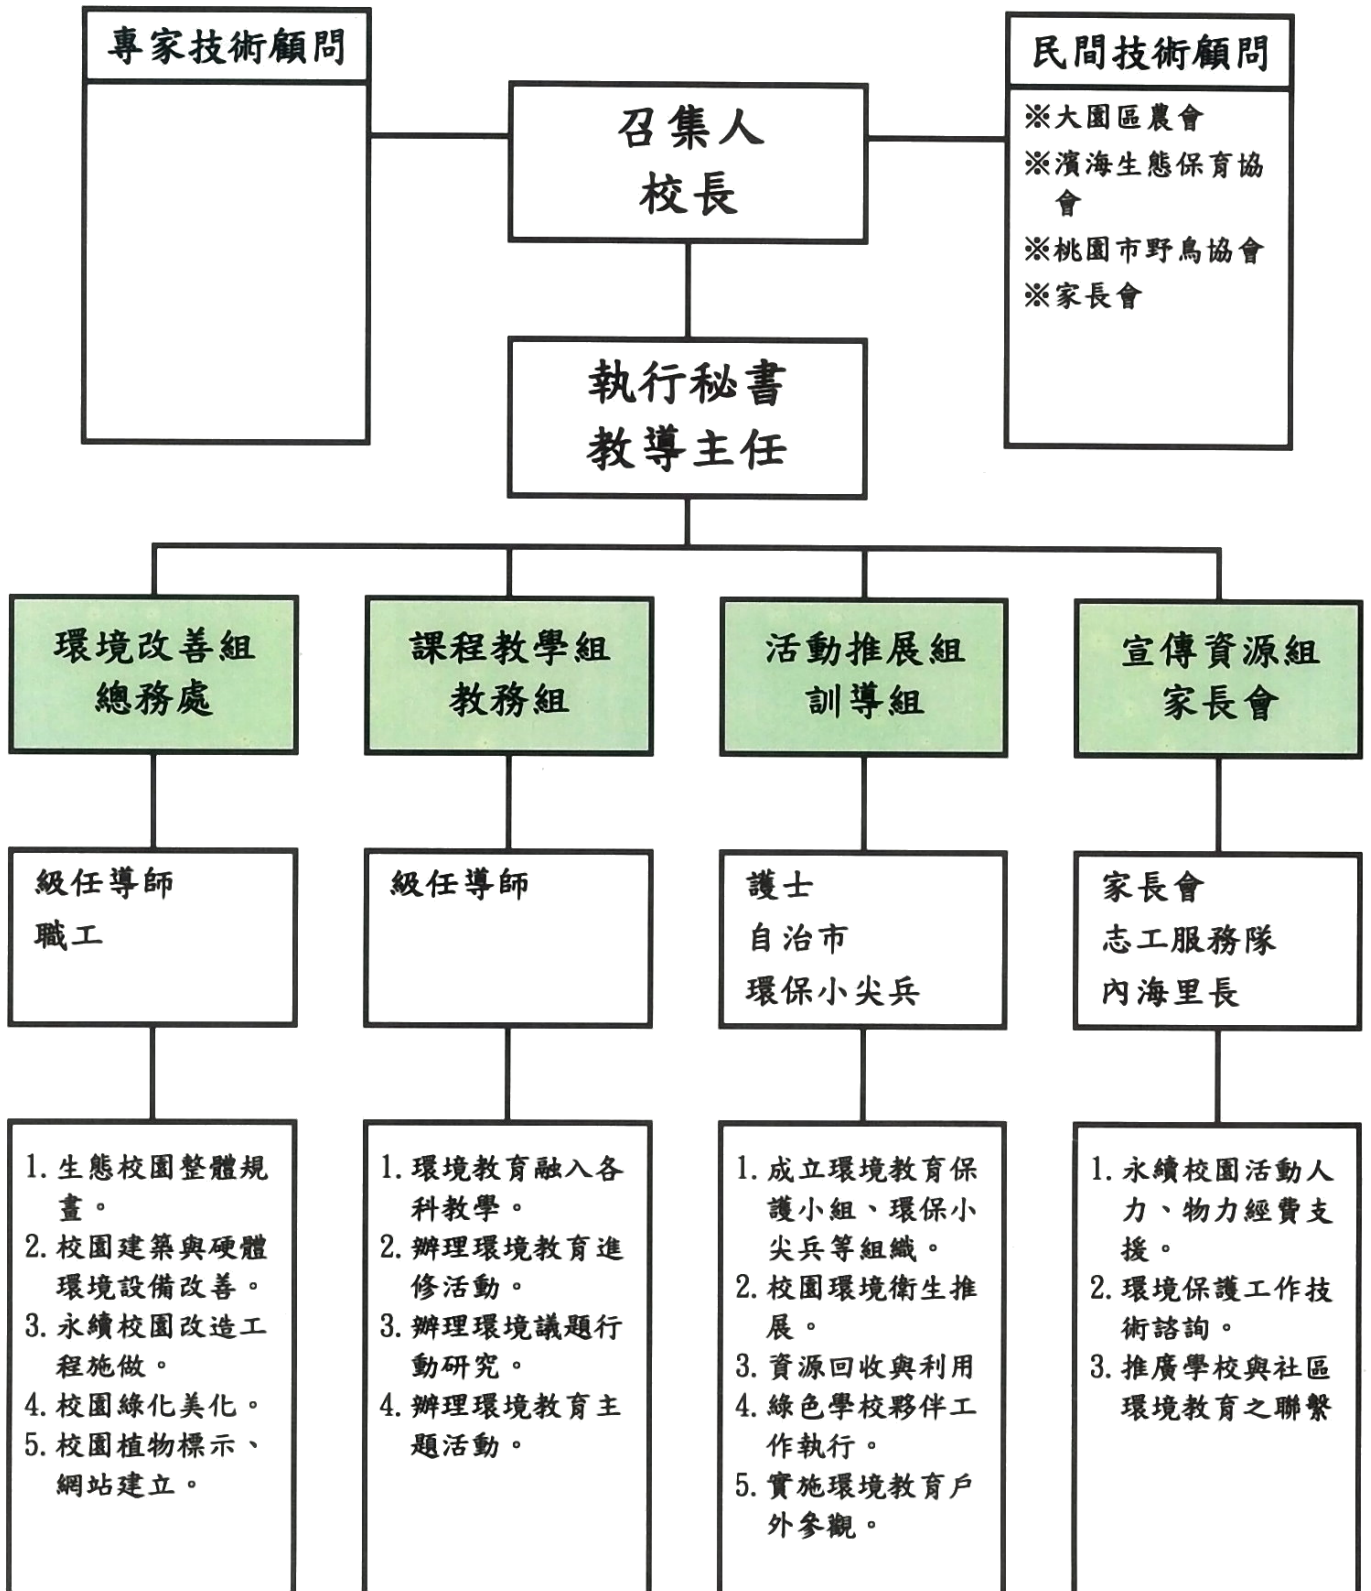 專家技術顧問
民間技術顧問
※大園區農會
※濱海生態保育協
會
※桃園市野鳥協會
※家長會
召集人
校長
執行秘書
教導主任
環境改善組
總務處
課程教學組
教務組
活動推展組
訓導組
宣傳資源組
家長會
級任導師
職工
級任導師
護士
自治市
環保小尖兵
家長會
志工服務隊
內海里長
1. 生態校園整體規
畫。
2. 校園建築與硬體
環境設備改善。
3. 永續校園改造工
程施做。
4. 校園綠化美化。
5. 校園植物標示、
網站建立。
1. 環境教育融入各
科教學。
2. 辦理環境教育進
修活動。
3. 辦理環境議題行
動研究。
4. 辦理環境教育主
題活動。
1. 成立環境教育保
護小組、環保小
尖兵等組織。
2. 校園環境衛生推
展。
3. 資源回收與利用
4. 綠色學校夥伴工
作執行。
5. 實施環境教育戶
外參觀。
1. 永續校園活動人
力、物力經費支
援。
2. 環境保護工作技
術諮詢。
3. 推廣學校與社區
環境教育之聯繫